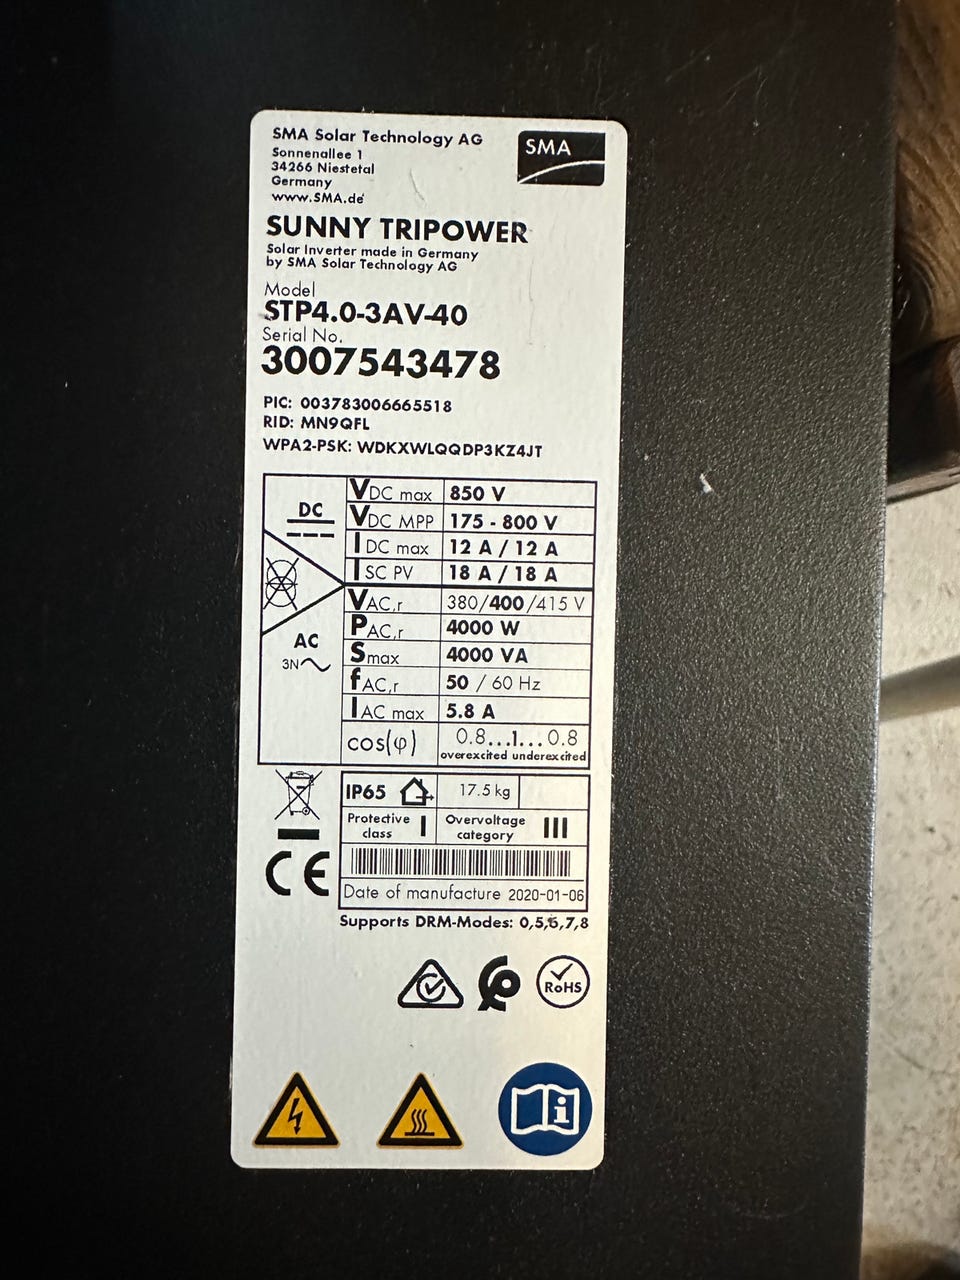 SMA Solar Technology AG
Sonnenallee 1
34266 Niestetal
Germany
www.SMA.de
SMA
SUNNY TRIPOWER
Solar Inverter made in Germany
by SMA Solar Technology AG
Model
STP4.0-3AV-40
Serial No.
3007543478
PIC: 003783006665518
RID: MN9QFL
WPA2-PSK: WDKXWLQQDP3KZ4JT
DC
VDC max 850 V
VDC MPP 175 - 800 V
IDC max 12 A / 12 A
ISC PV 18 A / 18 A
AC
3N
VAC,r 380/400/415 V
PAC,r 4000 W
Smax 4000 VA
fAC,r 50 / 60 Hz
IAC max 5.8 A
cos(φ) 0.8...1...0.8
overexcited underexcited
IP65 17.5 kg
Protective class I Overvoltage category III
CE
Date of manufacture 2020-01-06
Supports DRM-Modes: 0,5,6,7,8
RoHS
i